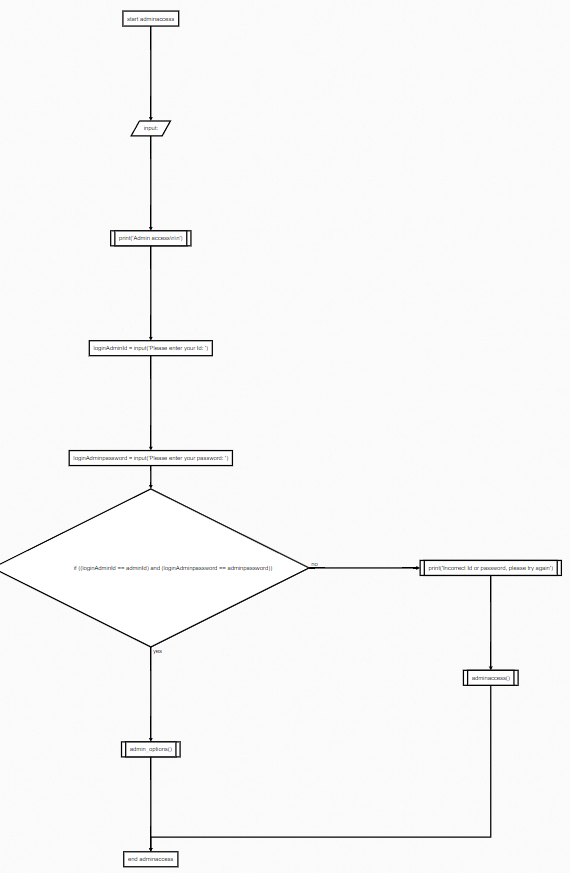 start adminaccess
input:
print('Admin access\n\n')
loginAdminId = input('Please enter your Id: ')
loginAdminpassword = input('Please enter your password: ')
if ((loginAdminId == adminId) and (loginAdminpassword == adminpassword))
no
print('Incorrect Id or password, please try again')
yes
adminaccess()
admin_options()
end adminaccess